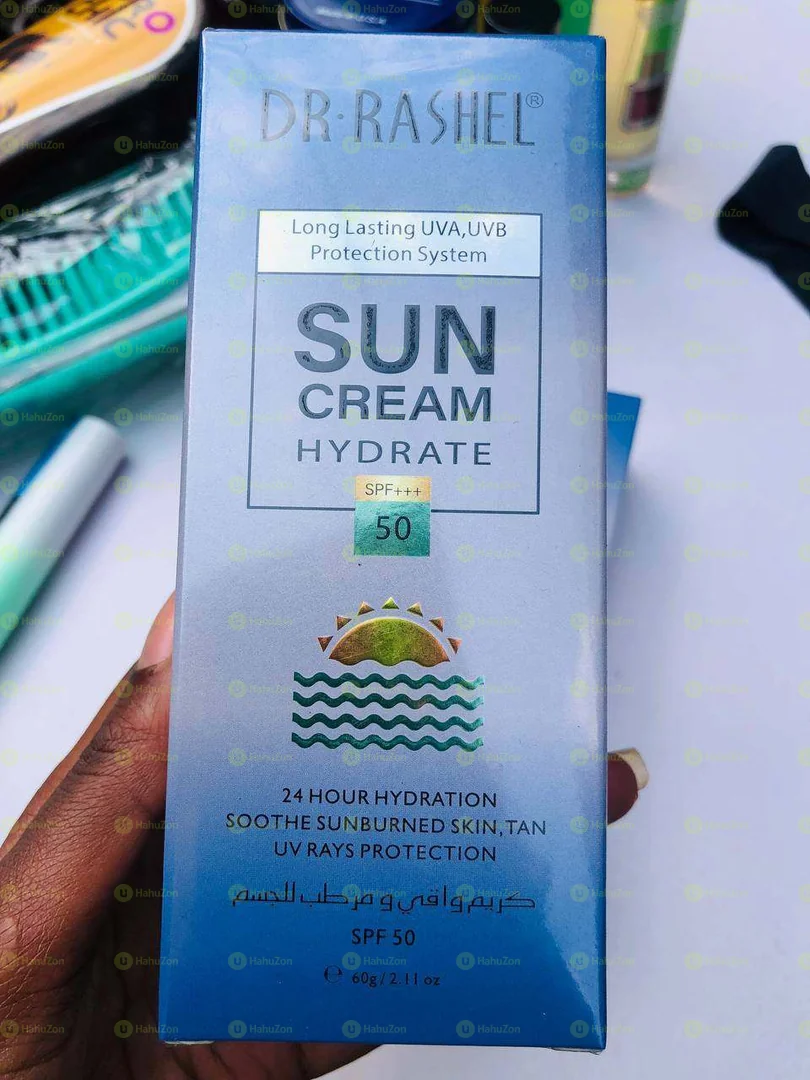 DR·RASHEL®
Long Lasting UVA,UVB
Protection System
SUN
CREAM
HYDRATE
SPF+++
50
24 HOUR HYDRATION
SOOTHE SUNBURNED SKIN,TAN
UV RAYS PROTECTION
كريم واقي و مرطب للجسم
SPF 50
℮ 60g/2.11 oz
HahuZon